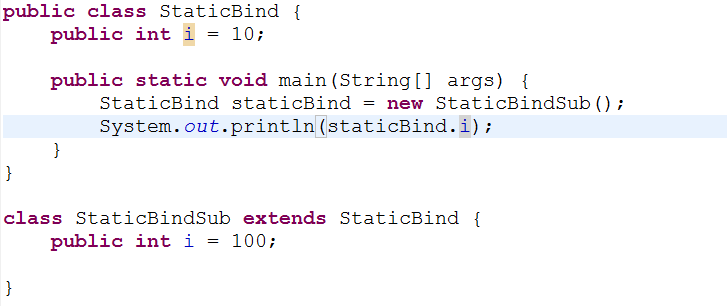 public class StaticBind {
    public int i = 10;

    public static void main(String[] args) {
        StaticBind staticBind = new StaticBindSub();
        System.out.println(staticBind.i);
    }
}

class StaticBindSub extends StaticBind {
    public int i = 100;

}